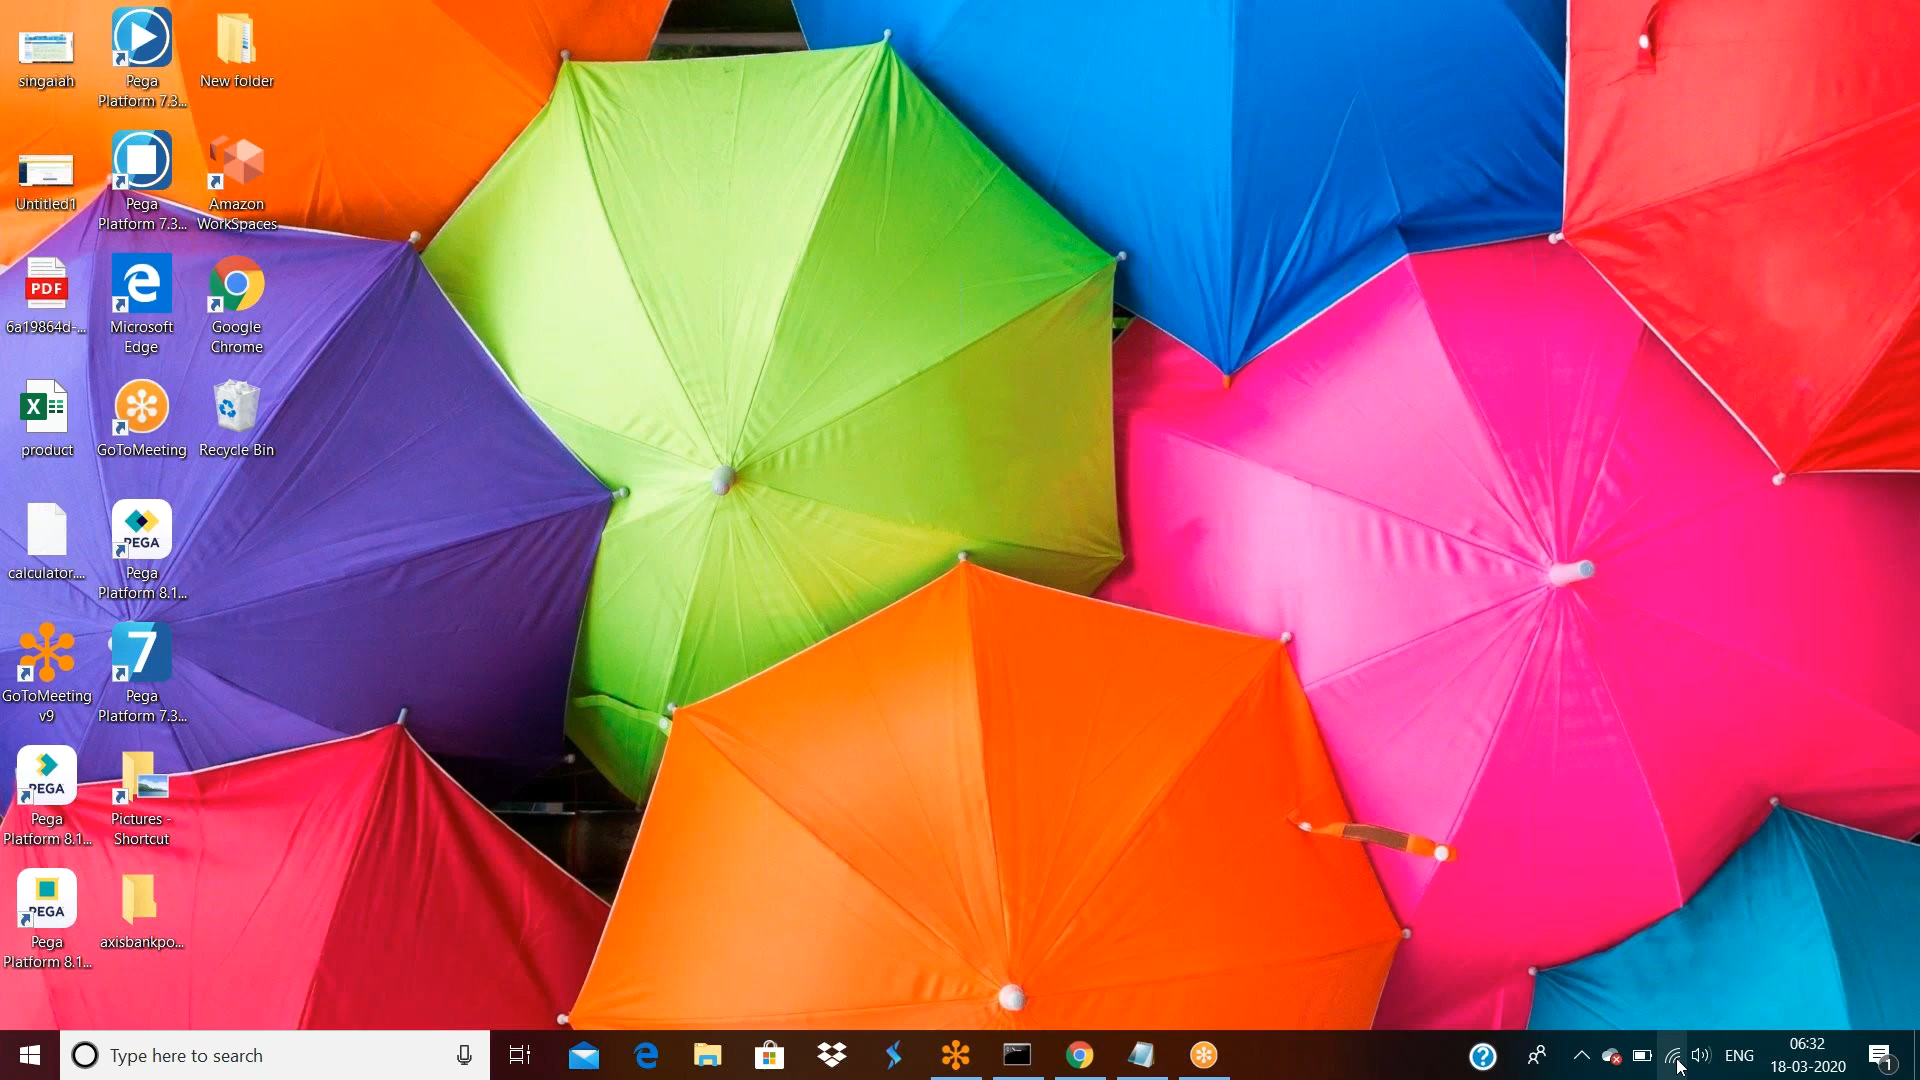 singaiah
Pega
Platform 7.3...
New folder
Untitled1
Pega
Platform 7.3...
Amazon
WorkSpaces
PDF
6a19864d-...
Microsoft
Edge
Google
Chrome
X
product
GoToMeeting
Recycle Bin
calculator....
PEGA
Pega
Platform 8.1...
GoToMeeting
v9
7
Pega
Platform 7.3...
PEGA
Pega
Platform 8.1...
Pictures -
Shortcut
PEGA
Pega
Platform 8.1...
axisbankpo...
Type here to search
ENG
06:32
18-03-2020
1